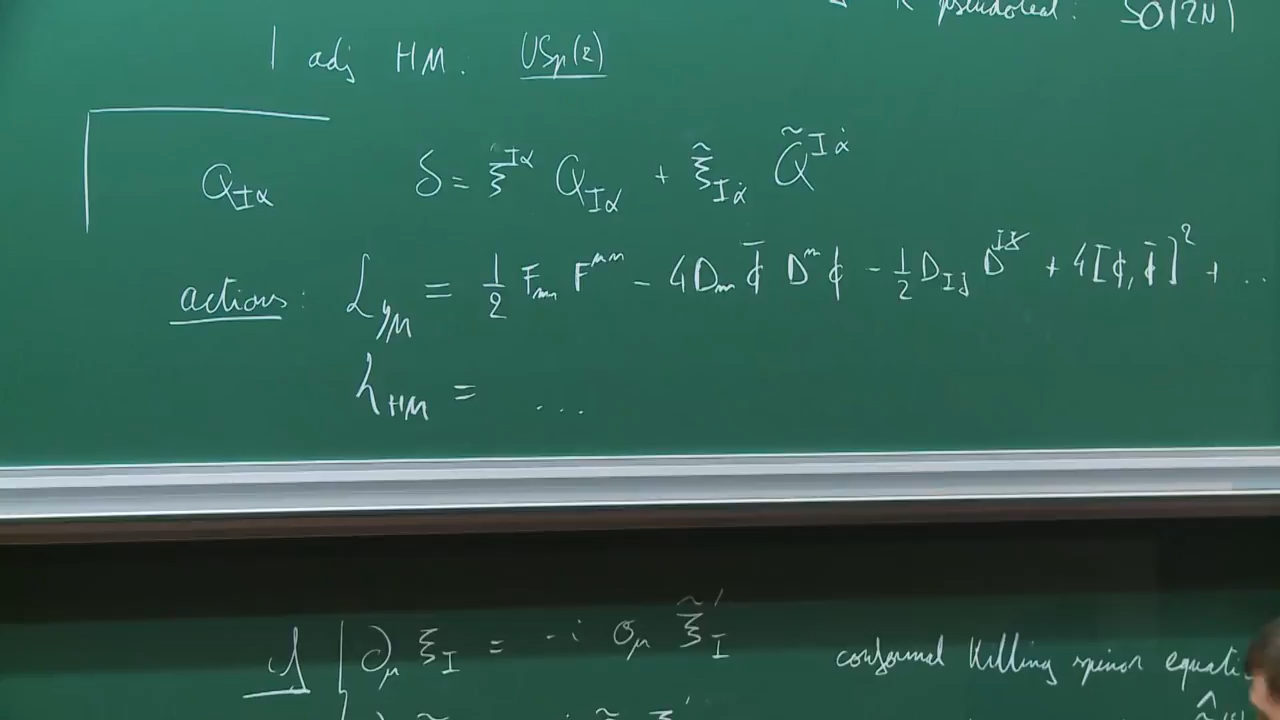 R pseudoreal: SO(2N)
1 adj HM: USp(2)
Q_{Iα} δ = ξ^{Iα} Q_{Iα} + ξ̃_{Iα̇} Q̃^{Iα̇}
actions: L_{YM} = 1/2 F_{mn} F^{mn} - 4 D_m φ̄ D^m φ - 1/2 D_{IJ} D^{IJ} + 4[φ, φ̄]^2 + ...
L_{HM} = ...
∂_μ ξ_I = -i σ_μ ξ̃'_I conformal Killing spinor equati